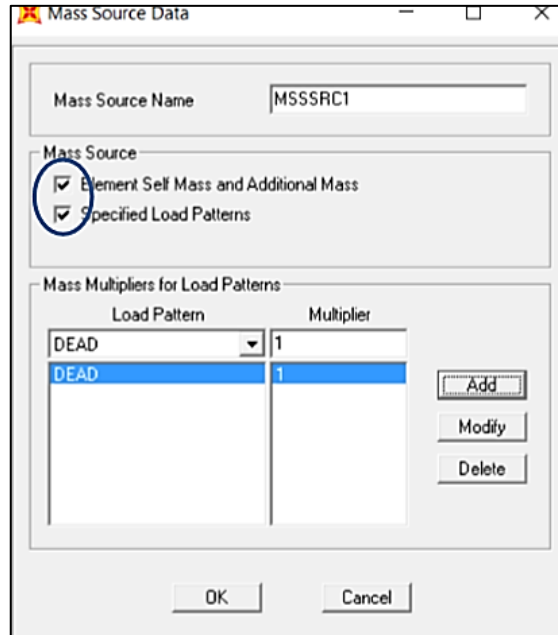 Mass Source Data
Mass Source Name MSSSRC1
Mass Source
Element Self Mass and Additional Mass
Specified Load Patterns
Mass Multipliers for Load Patterns
Load Pattern Multiplier
DEAD 1
DEAD 1
Add
Modify
Delete
OK Cancel